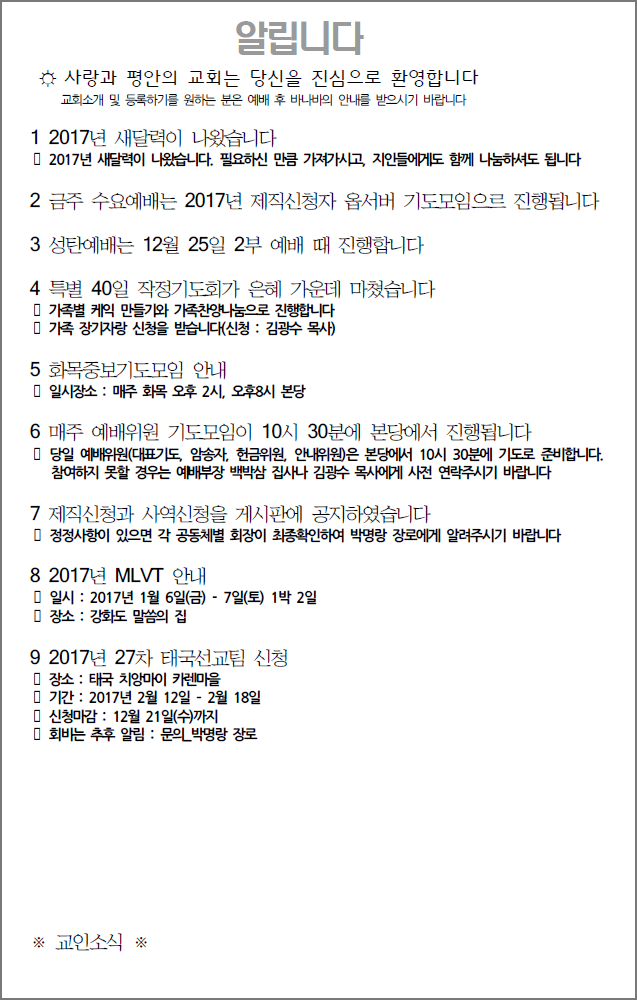 알립니다
☼ 사랑과 평안의 교회는 당신을 진심으로 환영합니다
교회소개 및 등록하기를 원하는 분은 예배 후 바나바의 안내를 받으시기 바랍니다
1 2017년 새달력이 나왔습니다
▯ 2017년 새달력이 나왔습니다. 필요하신 만큼 가져가시고, 지인들에게도 함께 나눔하셔도 됩니다
2 금주 수요예배는 2017년 제직신청자 옵서버 기도모임으르 진행됩니다
3 성탄예배는 12월 25일 2부 예배 때 진행합니다
4 특별 40일 작정기도회가 은혜 가운데 마쳤습니다
▯ 가족별 케익 만들기와 가족찬양나눔으로 진행합니다
▯ 가족 장기자랑 신청을 받습니다(신청 : 김광수 목사)
5 화목중보기도모임 안내
▯ 일시장소 : 매주 화목 오후 2시, 오후8시 본당
6 매주 예배위원 기도모임이 10시 30분에 본당에서 진행됩니다
▯ 당일 예배위원(대표기도, 암송자, 헌금위원, 안내위원)은 본당에서 10시 30분에 기도로 준비합니다.
참여하지 못할 경우는 예배부장 백박삼 집사나 김광수 목사에게 사전 연락주시기 바랍니다
7 제직신청과 사역신청을 게시판에 공지하였습니다
▯ 정정사항이 있으면 각 공동체별 회장이 최종확인하여 박명랑 장로에게 알려주시기 바랍니다
8 2017년 MLVT 안내
▯ 일시 : 2017년 1월 6일(금) - 7일(토) 1박 2일
▯ 장소 : 강화도 말씀의 집
9 2017년 27차 태국선교팀 신청
▯ 장소 : 태국 치앙마이 카렌마을
▯ 기간 : 2017년 2월 12일 - 2월 18일
▯ 신청마감 : 12월 21일(수)까지
▯ 회비는 추후 알림 : 문의_박명랑 장로
※ 교인소식 ※